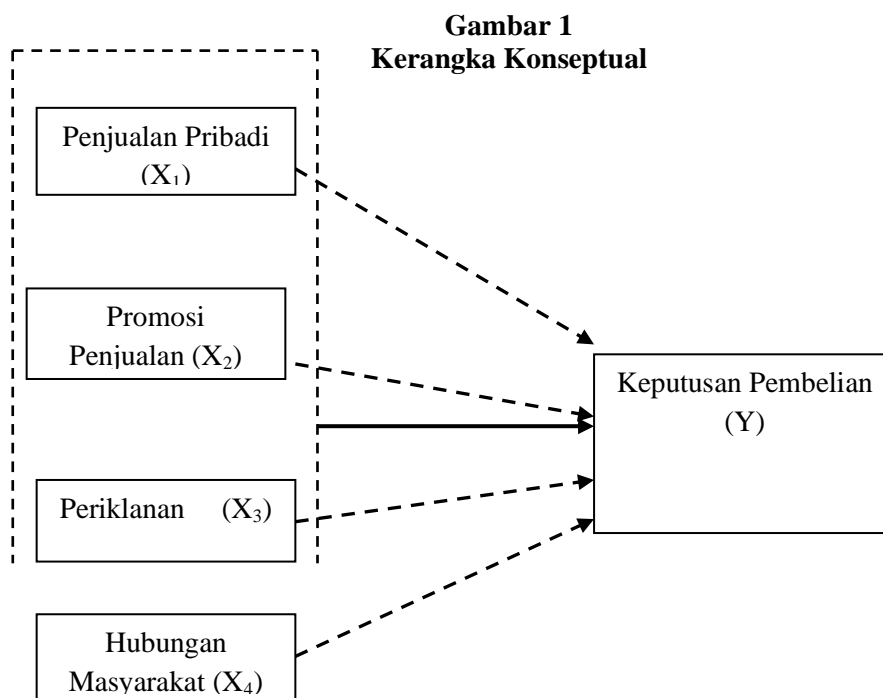 Gambar 1
Kerangka Konseptual
Penjualan Pribadi
(X₁)
Promosi
Penjualan (X₂)
Keputusan Pembelian
(Y)
Periklanan (X₃)
Hubungan
Masyarakat (X₄)